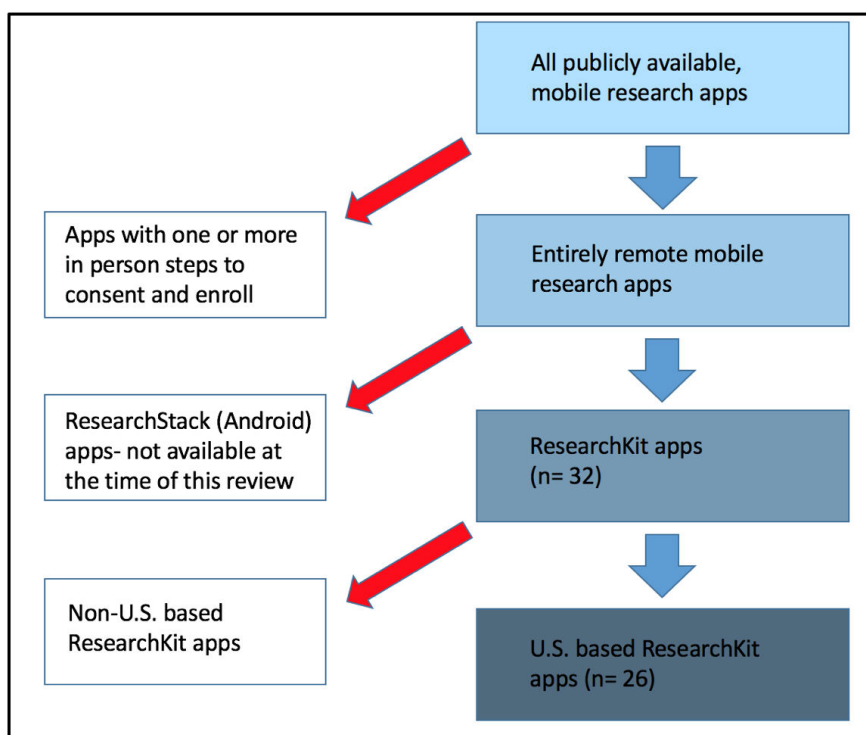 All publicly available,
mobile research apps
Apps with one or more
in person steps to
consent and enroll
Entirely remote mobile
research apps
ResearchStack (Android)
apps- not available at
the time of this review
ResearchKit apps
(n= 32)
Non-U.S. based
ResearchKit apps
U.S. based ResearchKit
apps (n= 26)